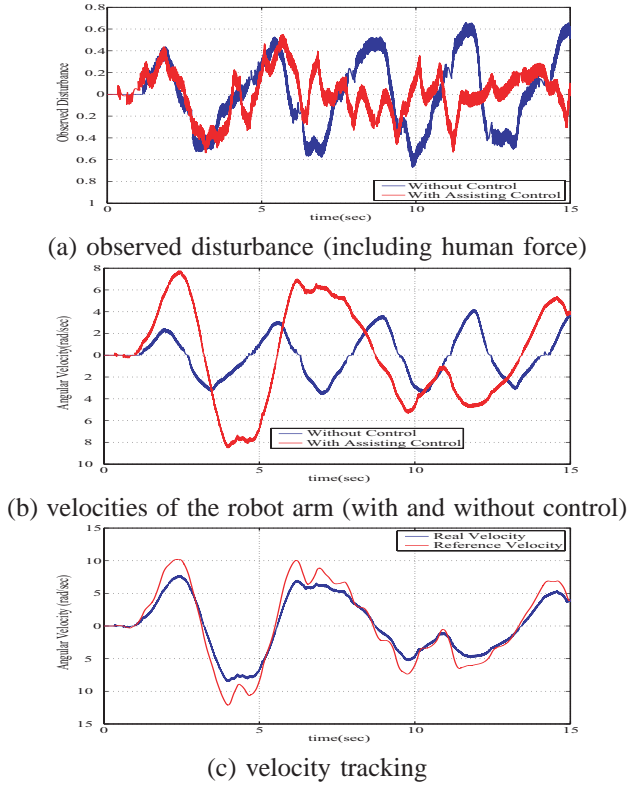 0.8
0.6
0.4
0.2
0
0.2
0.4
0.6
0.8
1
Observed Disturbance
Without Control
With Assisting Control
0 5 10 15
time(sec)
(a) observed disturbance (including human force)
8
6
4
2
0
2
4
6
8
10
Angular Velocity(rad/sec)
Without Control
With Assisting Control
0 5 10 15
time(sec)
(b) velocities of the robot arm (with and without control)
15
10
5
0
5
10
15
Angular Velocity (rad/sec)
Real Velocity
Reference Velocity
0 5 10 15
time(sec)
(c) velocity tracking